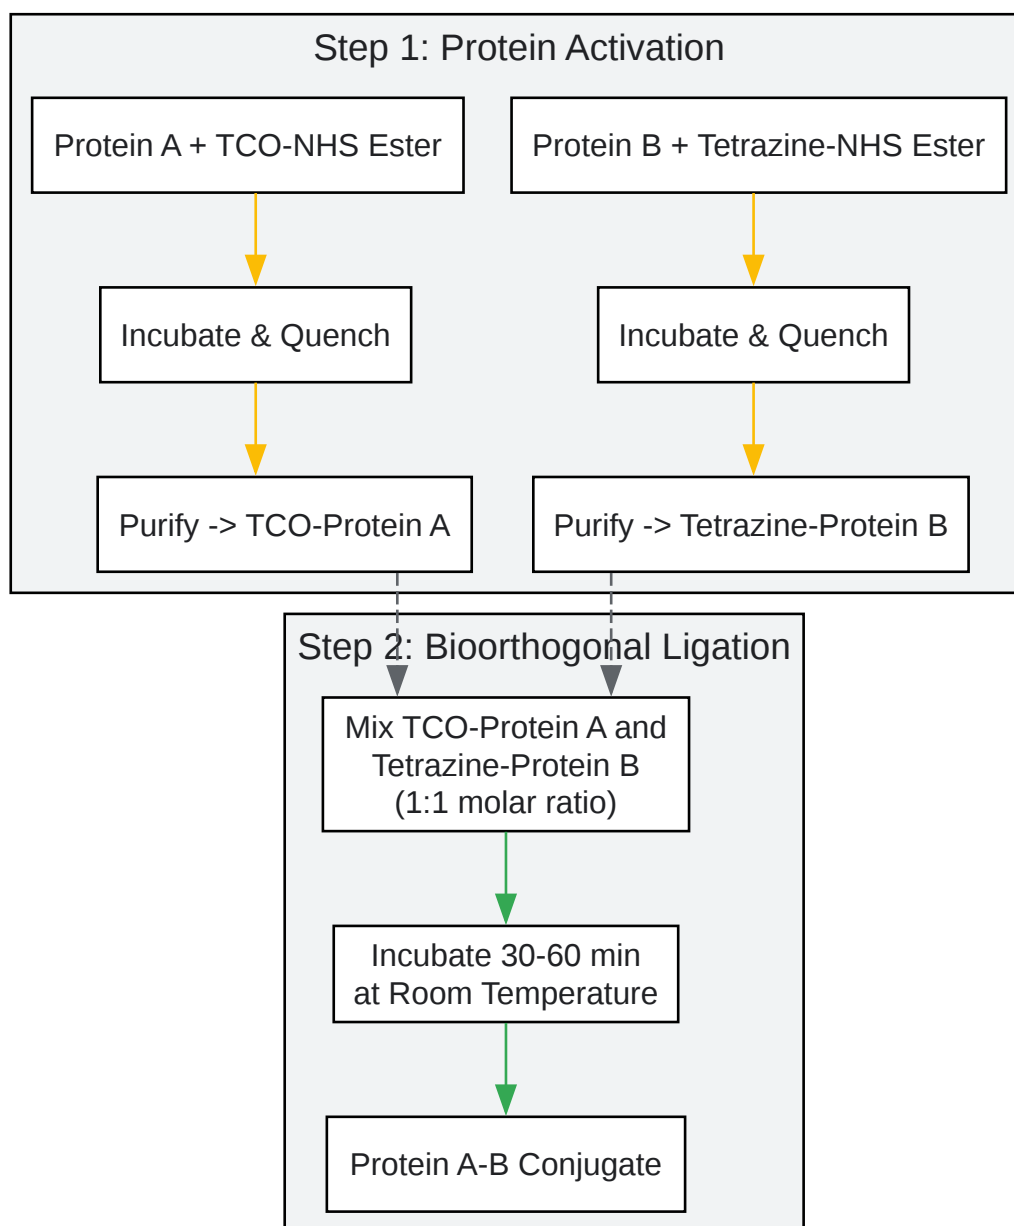 Step 1: Protein Activation
Protein A + TCO-NHS Ester
Protein B + Tetrazine-NHS Ester
Incubate & Quench
Incubate & Quench
Purify -> TCO-Protein A
Purify -> Tetrazine-Protein B
Step 2: Bioorthogonal Ligation
Mix TCO-Protein A and
Tetrazine-Protein B
(1:1 molar ratio)
Incubate 30-60 min
at Room Temperature
Protein A-B Conjugate